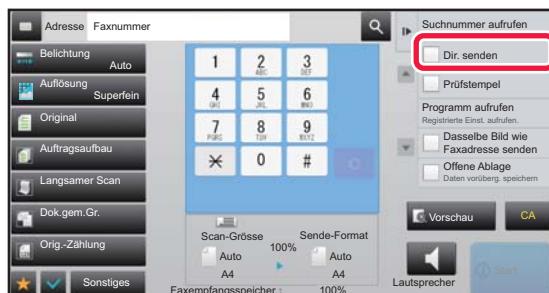 Adresse Faxnummer
Belichtung
Auto
Auflösung
Superfein
Original
Auftragsaufbau
Langsamer Scan
Dok.gem.Gr.
Orig.-Zählung
Sonstiges
1 2 3
ABC DEF
4 5 6
GHI JKL MNO
7 8 9
PQRS TUV WXYZ
0 #
Scan-Grösse 100% Sende-Format
Auto Auto
A4 A4
Faxempfangsspeicher : 100%
Suchnummer aufrufen
Dir. senden
Prüfstempel
Programm aufrufen
Registrierte Einst. aufrufen.
Dasselbe Bild wie
Faxadresse senden
Offene Ablage
Daten vorüberg. speichern
Vorschau CA
Lautsprecher
Start